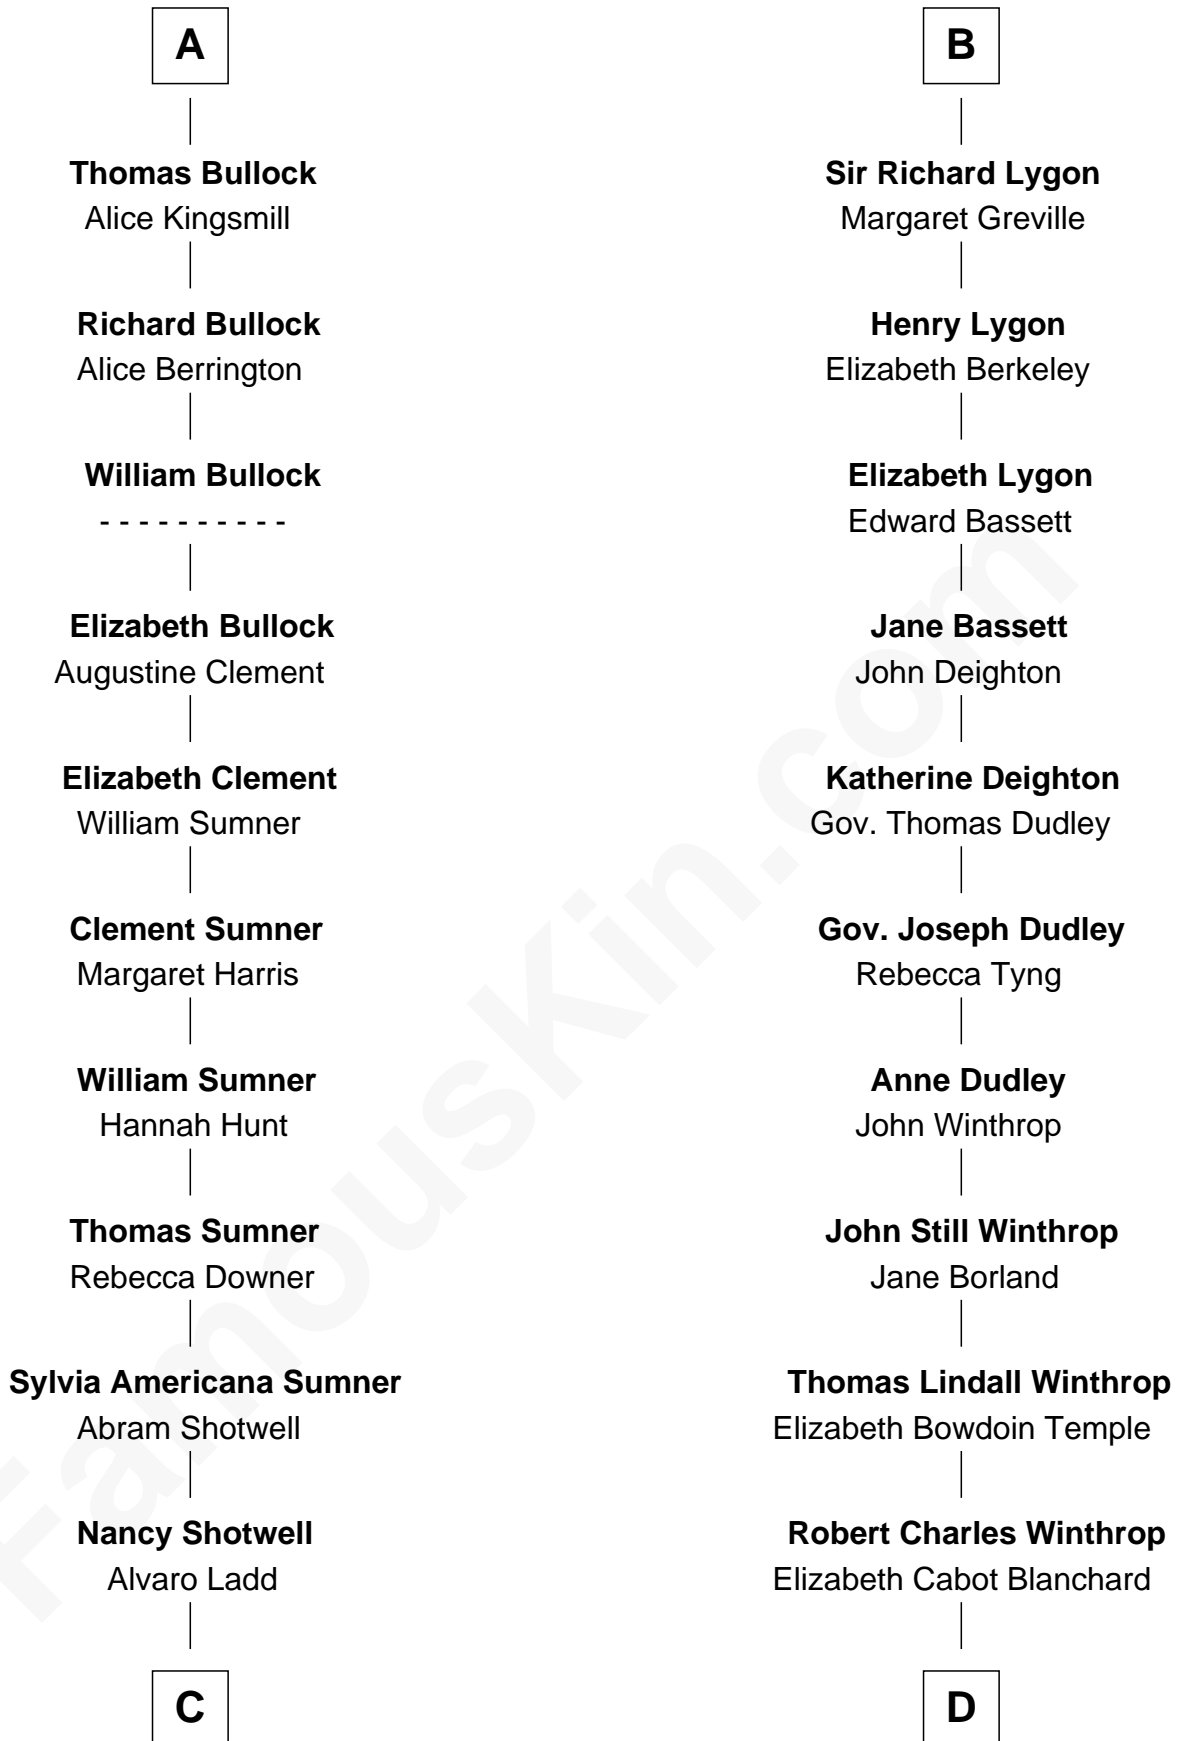 A
Thomas Bullock
Alice Kingsmill
Richard Bullock
Alice Berrington
William Bullock
- - - - - - - - - -
Elizabeth Bullock
Augustine Clement
Elizabeth Clement
William Sumner
Clement Sumner
Margaret Harris
William Sumner
Hannah Hunt
Thomas Sumner
Rebecca Downer
Sylvia Americana Sumner
Abram Shotwell
Nancy Shotwell
Alvaro Ladd
C
B
Sir Richard Lygon
Margaret Greville
Henry Lygon
Elizabeth Berkeley
Elizabeth Lygon
Edward Bassett
Jane Bassett
John Deighton
Katherine Deighton
Gov. Thomas Dudley
Gov. Joseph Dudley
Rebecca Tyng
Anne Dudley
John Winthrop
John Still Winthrop
Jane Borland
Thomas Lindall Winthrop
Elizabeth Bowdoin Temple
Robert Charles Winthrop
Elizabeth Cabot Blanchard
D
FamousKin.com